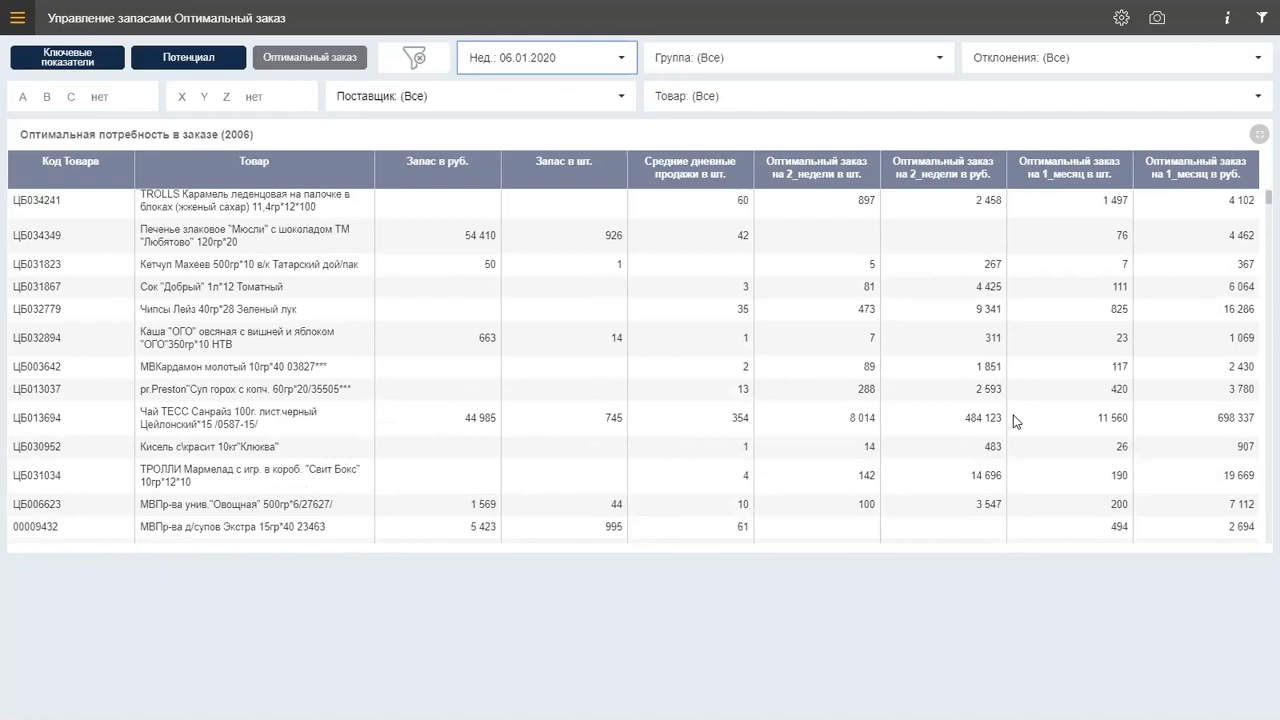 Управление запасами.Оптимальный заказ
Ключевые
показатели
Потенциал
Оптимальный заказ
Нед.: 06.01.2020
Группа: (Все)
Отклонения: (Все)
A B C нет
X Y Z нет
Поставщик: (Все)
Товар: (Все)
Оптимальная потребность в заказе (2006)
Код Товара
Товар
Запас в руб.
Запас в шт.
Средние дневные
продажи в шт.
Оптимальный заказ
на 2_недели в шт.
Оптимальный заказ
на 2_недели в руб.
Оптимальный заказ
на 1_месяц в шт.
Оптимальный заказ
на 1_месяц в руб.
ЦБ034241 TROLLS Карамель леденцовая на палочке в
блоках (жженый сахар) 11,4гр*12*100 60 897 2 458 1 497 4 102
ЦБ034349 Печенье злаковое "Мюсли" с шоколадом ТМ
"Любятово" 120гр*20 54 410 926 42 76 4 462
ЦБ031823 Кетчуп Махеев 500гр*10 в/к Татарский дой/пак 50 1 5 267 7 367
ЦБ031867 Сок "Добрый" 1л*12 Томатный 3 81 4 425 111 6 064
ЦБ032779 Чипсы Лейз 40гр*28 Зеленый лук 35 473 9 341 825 16 286
ЦБ032894 Каша "ОГО" овсяная с вишней и яблоком
"ОГО"350гр*10 НТВ 663 14 1 7 311 23 1 069
ЦБ003642 МВКардамон молотый 10гр*40 03827*** 2 89 1 851 117 2 430
ЦБ013037 pr.Preston"Суп горох с копч. 60гр*20/35505*** 13 288 2 593 420 3 780
ЦБ013694 Чай ТЕСС Санрайз 100г. лист.черный
Цейлонский*15 /0587-15/ 44 985 745 354 8 014 484 123 11 560 698 337
ЦБ030952 Кисель с\красит 10кг"Клюква" 1 14 483 26 907
ЦБ031034 ТРОЛЛИ Мармелад с игр. в короб. "Свит Бокс"
10гр*12*10 4 142 14 696 190 19 669
ЦБ006623 МВПр-ва унив."Овощная" 500гр*6/27627/ 1 569 44 10 100 3 547 200 7 112
00009432 МВПр-ва д/супов Экстра 15гр*40 23463 5 423 995 61 494 2 694